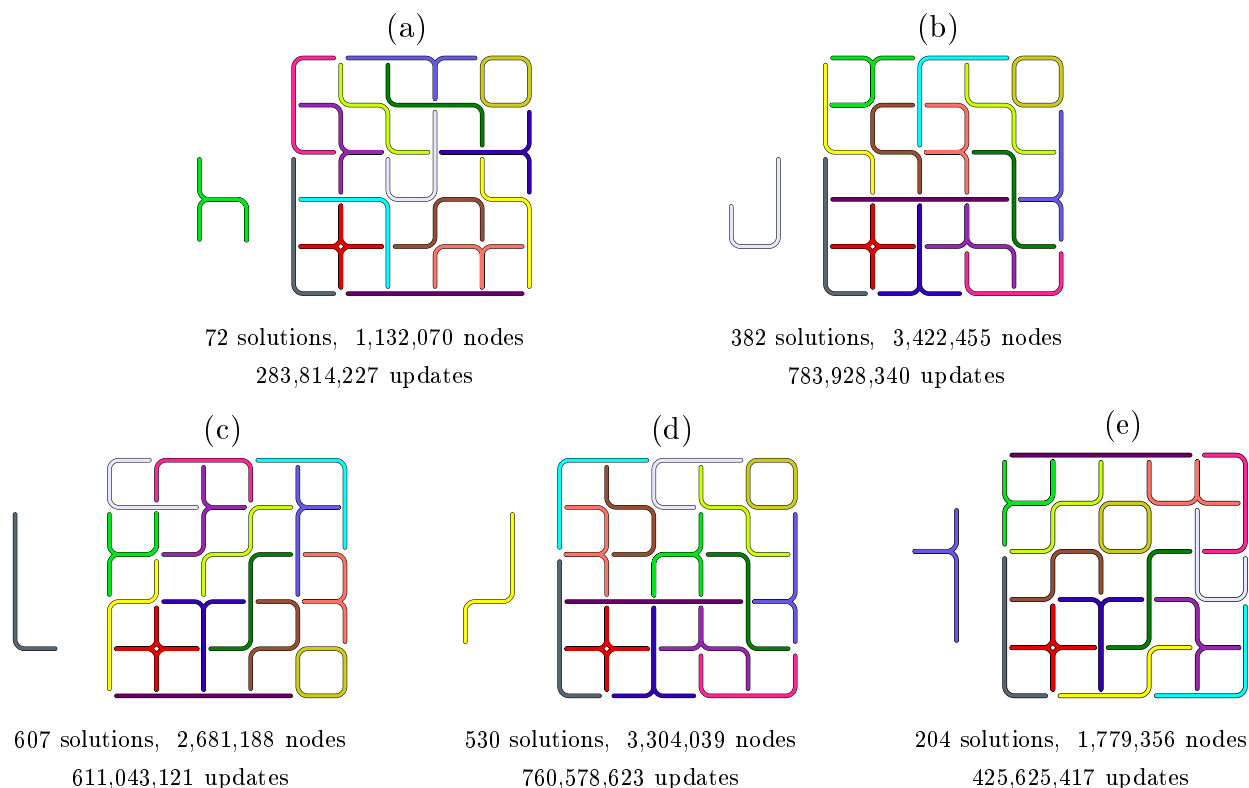 (a)
72 solutions, 1,132,070 nodes
283,814,227 updates
(b)
382 solutions, 3,422,455 nodes
783,928,340 updates
(c)
607 solutions, 2,681,188 nodes
611,043,121 updates
(d)
530 solutions, 3,304,039 nodes
760,578,623 updates
(e)
204 solutions, 1,779,356 nodes
425,625,417 updates